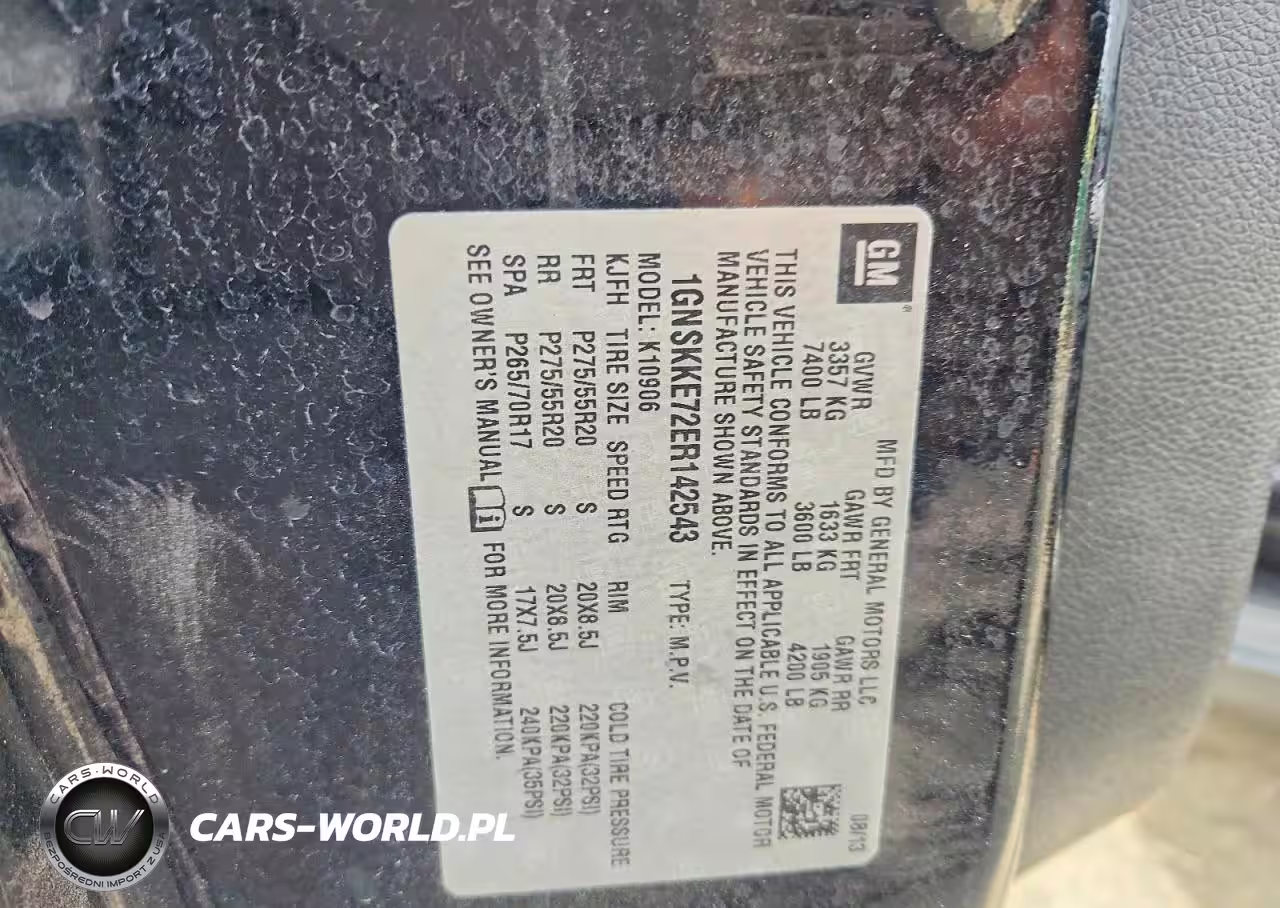 GM
MFD BY GENERAL MOTORS LLC 08/13
GVWR GAWR FRT GAWR RR
3357 KG 1633 KG 1905 KG
7400 LB 3600 LB 4200 LB
THIS VEHICLE CONFORMS TO ALL APPLICABLE U.S. FEDERAL MOTOR
VEHICLE SAFETY STANDARDS IN EFFECT ON THE DATE OF
MANUFACTURE SHOWN ABOVE.
1GNSKKE72ER142543 TYPE: M.P.V.
MODEL: K10906
KJFH TIRE SIZE SPEED RTG RIM COLD TIRE PRESSURE
FRT P275/55R20 S 20X8.5J 220KPA(32PSI)
RR P275/55R20 S 20X8.5J 220KPA(32PSI)
SPA P265/70R17 S 17X7.5J 240KPA(35PSI)
SEE OWNER'S MANUAL i FOR MORE INFORMATION.
CARS-WORLD
CW
BEZPOŚREDNI IMPORT Z USA
CARS-WORLD.PL